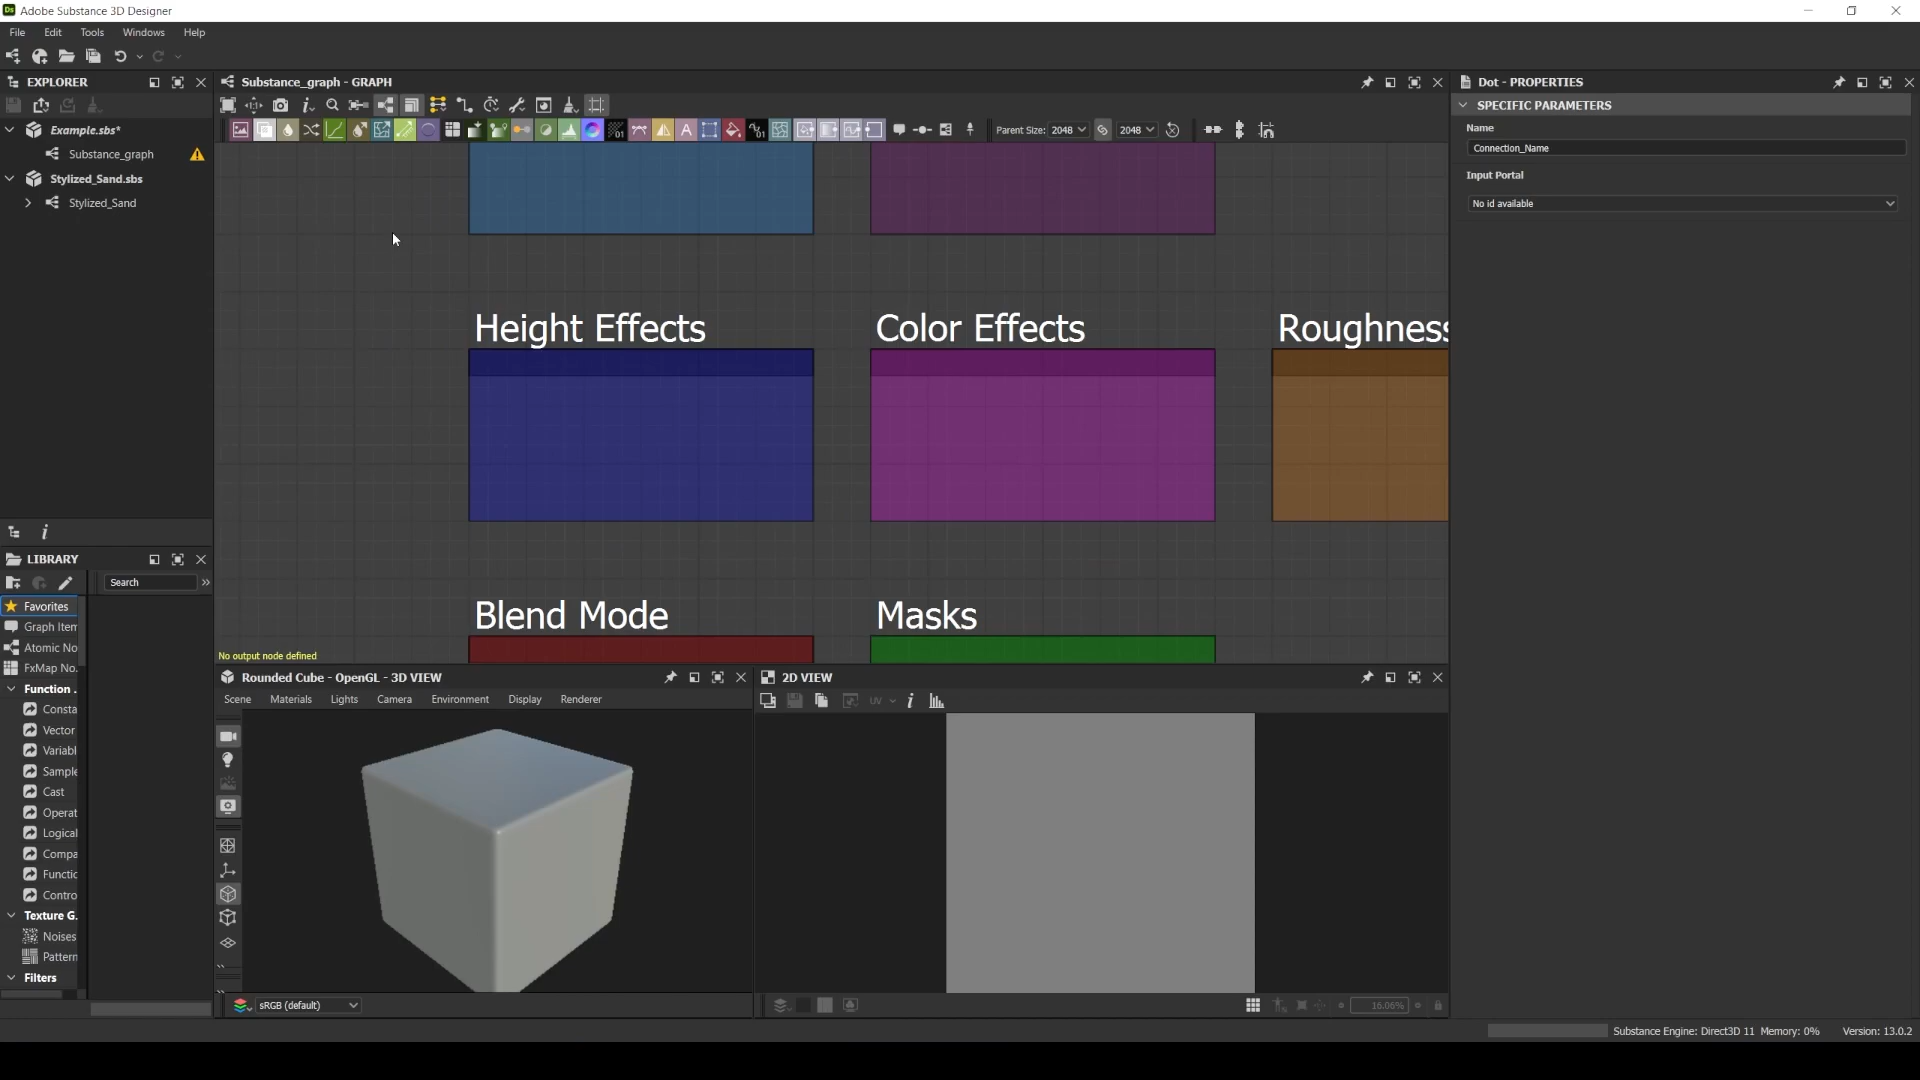 Adobe Substance 3D Designer
File Edit Tools Windows Help
EXPLORER
Example.sbs*
Substance_graph
Stylized_Sand.sbs
Stylized_Sand
LIBRARY
Search
Favorites
Graph Item
Atomic No
FxMap No.
Function .
Consta
Vector
Variabl
Sample
Cast
Operat
Logical
Compa
Functio
Contro
Texture G.
Noises
Pattern
Filters
Substance_graph - GRAPH
Parent Size: 2048 2048
Height Effects
Color Effects
Roughness
Blend Mode
Masks
No output node defined
Rounded Cube - OpenGL - 3D VIEW
Scene Materials Lights Camera Environment Display Renderer
sRGB (default)
2D VIEW
UV
16.06%
Dot - PROPERTIES
SPECIFIC PARAMETERS
Name
Connection_Name
Input Portal
No id available
Substance Engine: Direct3D 11 Memory: 0% Version: 13.0.2